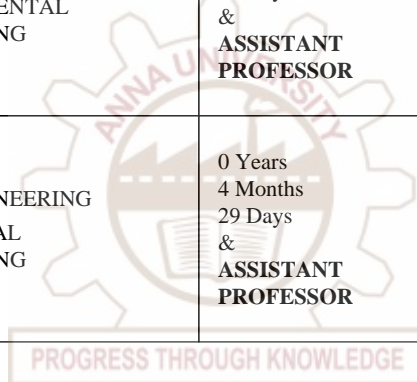 ENTAL
NG
&
ASSISTANT
PROFESSOR
NEERING
AL
NG
0 Years
4 Months
29 Days
&
ASSISTANT
PROFESSOR
ANNA UNIVERSITY
PROGRESS THROUGH KNOWLEDGE